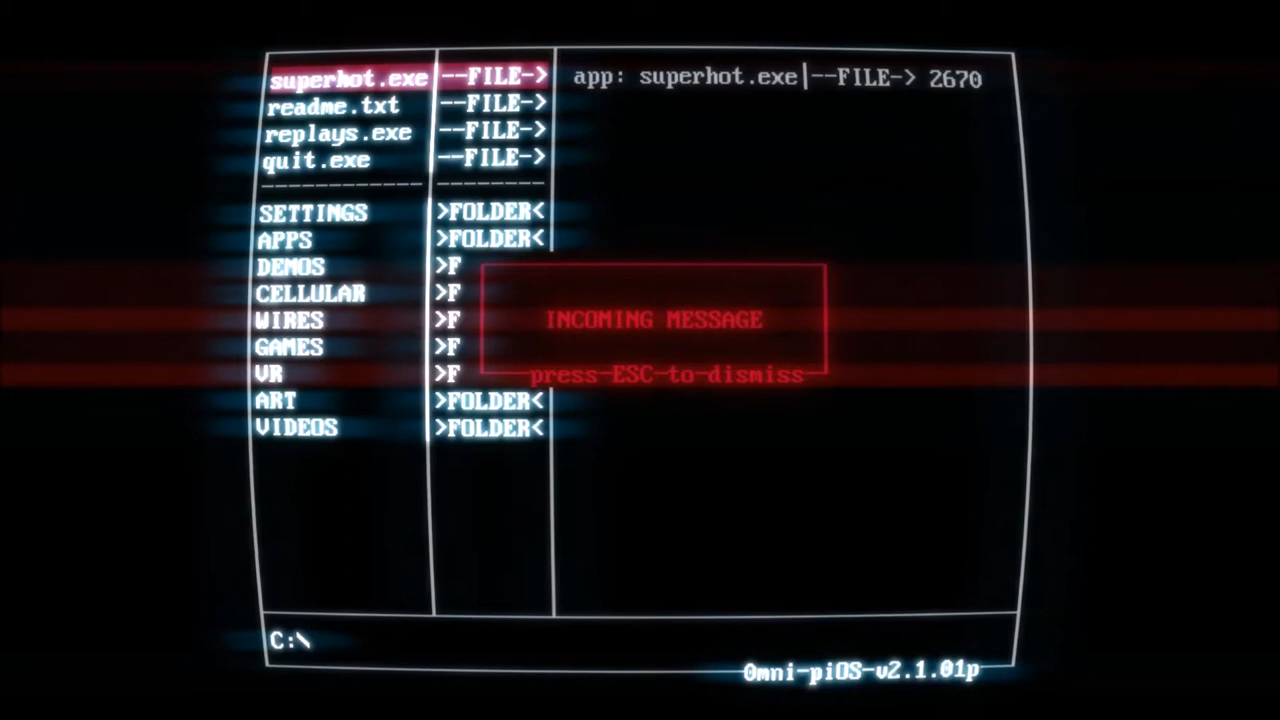 superhot.exe --FILE-> app: superhot.exe|--FILE-> 2670
readme.txt --FILE->
replays.exe --FILE->
quit.exe --FILE->
SETTINGS >FOLDER<
APPS >FOLDER<
DEMOS >F
CELLULAR >F
WIRES >F
GAMES >F
VR >F
ART >FOLDER<
VIDEOS >FOLDER<
INCOMING MESSAGE
press ESC to dismiss
C:\
0mni-piOS-v2.1.01p